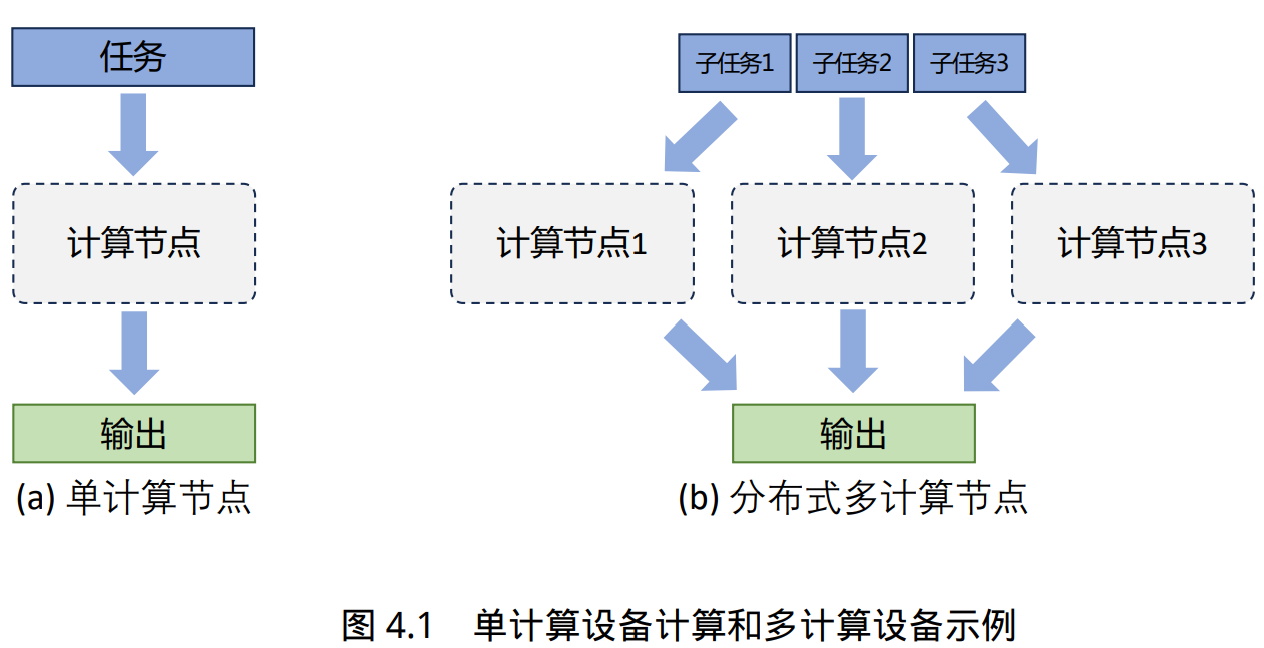 任务
计算节点
输出
(a) 单计算节点
子任务1 子任务2 子任务3
计算节点1 计算节点2 计算节点3
输出
(b) 分布式多计算节点
图 4.1 单计算设备计算和多计算设备示例